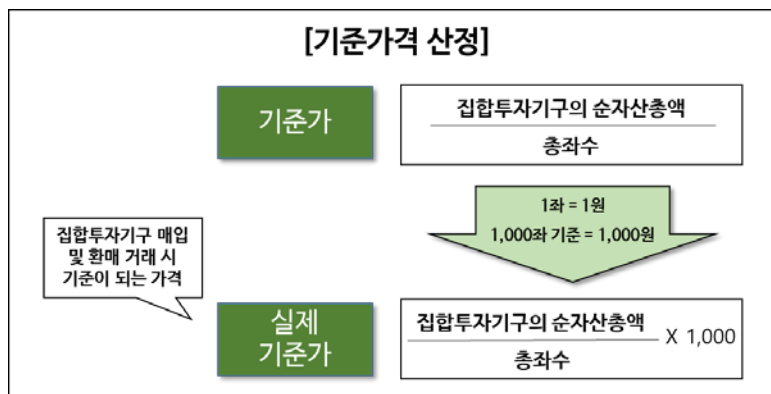 [기준가격 산정]
기준가
집합투자기구의 순자산총액
총좌수
1좌 = 1원
1,000좌 기준 = 1,000원
집합투자기구 매입
및 환매 거래 시
기준이 되는 가격
실제
기준가
집합투자기구의 순자산총액
총좌수
X 1,000